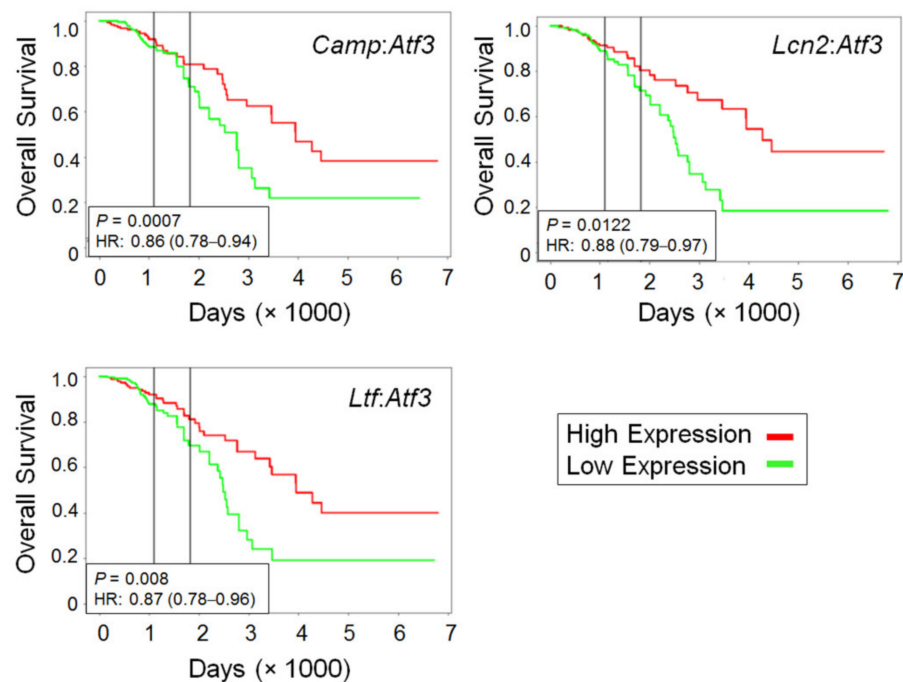 Camp:Atf3
Overall Survival
1.0
0.8
0.6
0.4
0.2
0
P = 0.0007
HR: 0.86 (0.78–0.94)
0 1 2 3 4 5 6 7
Days (× 1000)
Lcn2:Atf3
Overall Survival
1.0
0.8
0.6
0.4
0.2
0
P = 0.0122
HR: 0.88 (0.79–0.97)
0 1 2 3 4 5 6 7
Days (× 1000)
Ltf:Atf3
Overall Survival
1.0
0.8
0.6
0.4
0.2
0
P = 0.008
HR: 0.87 (0.78–0.96)
0 1 2 3 4 5 6 7
Days (× 1000)
High Expression
Low Expression